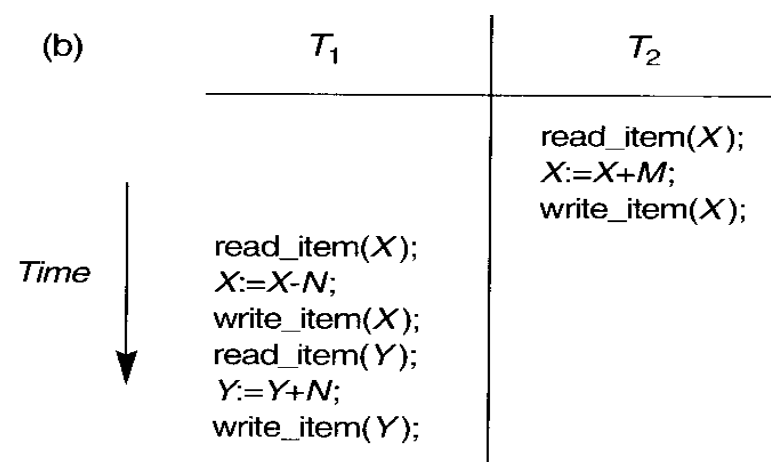 (b) T1 T2
read_item(X);
X:=X+M;
write_item(X);
read_item(X);
Time X:=X-N;
write_item(X);
read_item(Y);
Y:=Y+N;
write_item(Y);